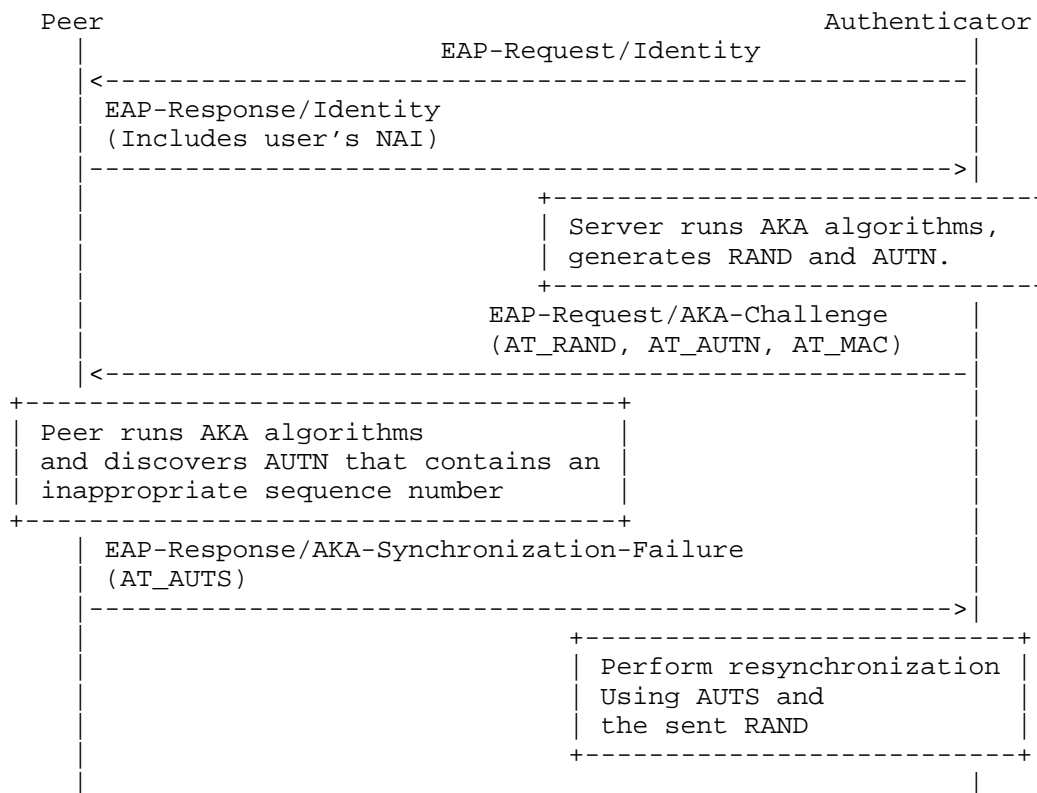 Peer Authenticator
EAP-Request/Identity
EAP-Response/Identity
(Includes user's NAI)
Server runs AKA algorithms,
generates RAND and AUTN.
EAP-Request/AKA-Challenge
(AT_RAND, AT_AUTN, AT_MAC)
Peer runs AKA algorithms
and discovers AUTN that contains an
inappropriate sequence number
EAP-Response/AKA-Synchronization-Failure
(AT_AUTS)
Perform resynchronization
Using AUTS and
the sent RAND